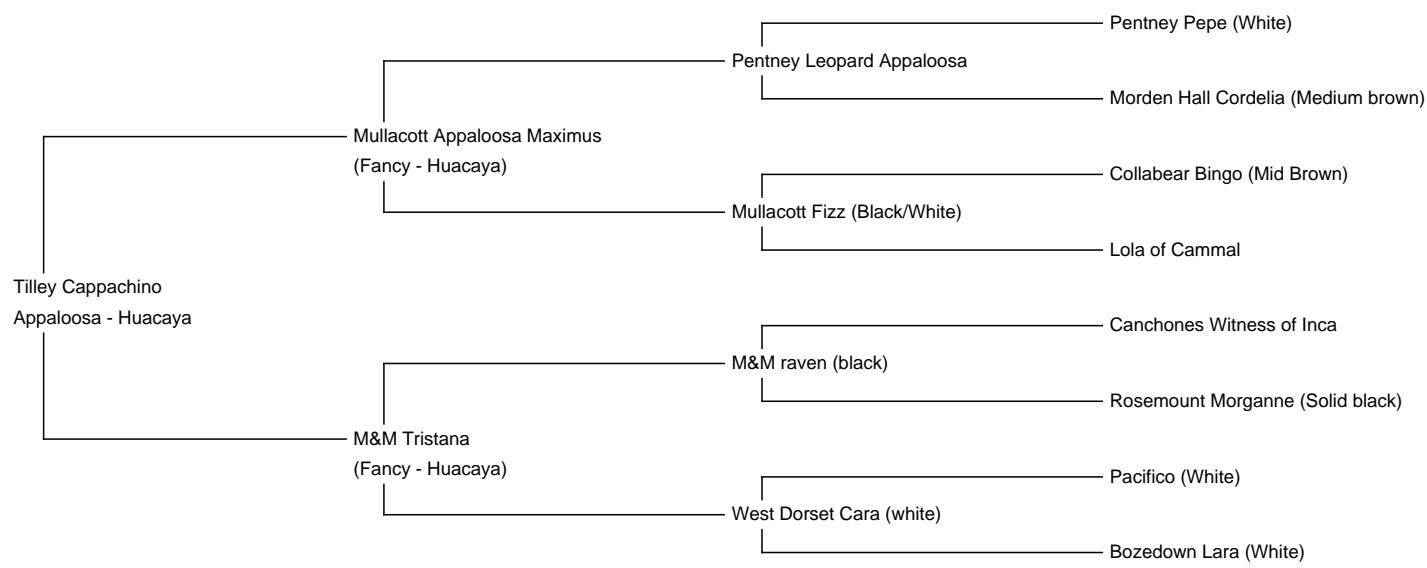 Pentney Pepe (White)
Pentney Leopard Appaloosa
Morden Hall Cordelia (Medium brown)
Mullacott Appaloosa Maximus
(Fancy - Huacaya)
Collabear Bingo (Mid Brown)
Mullacott Fizz (Black/White)
Lola of Cammal
Tilley Cappachino
Appaloosa - Huacaya
Canchones Witness of Inca
M&M raven (black)
Rosemount Morganne (Solid black)
M&M Tristana
(Fancy - Huacaya)
Pacifico (White)
West Dorset Cara (white)
Bozedown Lara (White)